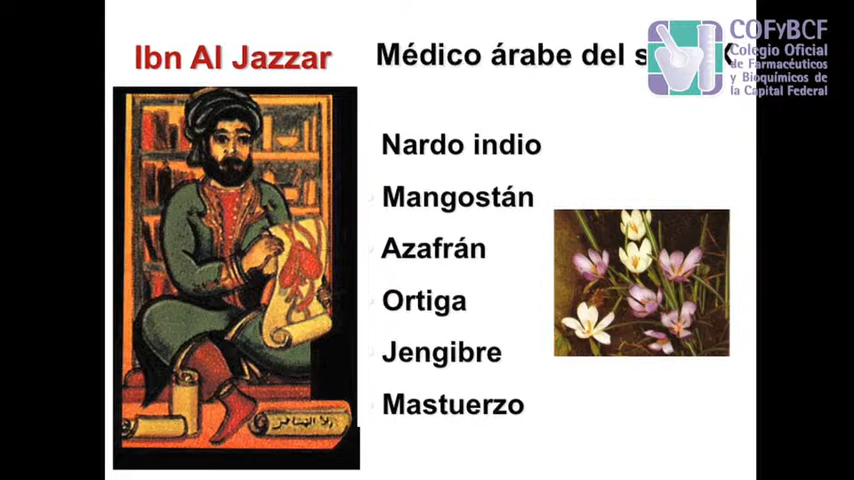 Ibn Al Jazzar
Médico árabe del
COFyBCF
Colegio Oficial
de Farmacéuticos
y Bioquímicos de
la Capital Federal
Nardo indio
Mangostán
Azafrán
Ortiga
Jengibre
Mastuerzo